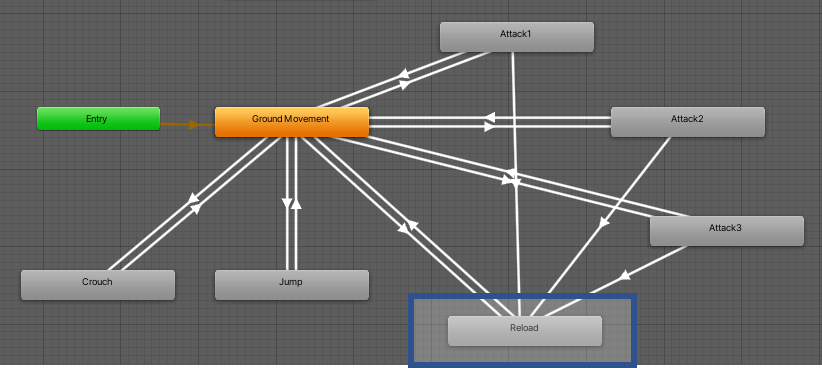 Attack1
Entry
Ground Movement
Attack2
Attack3
Crouch
Jump
Reload